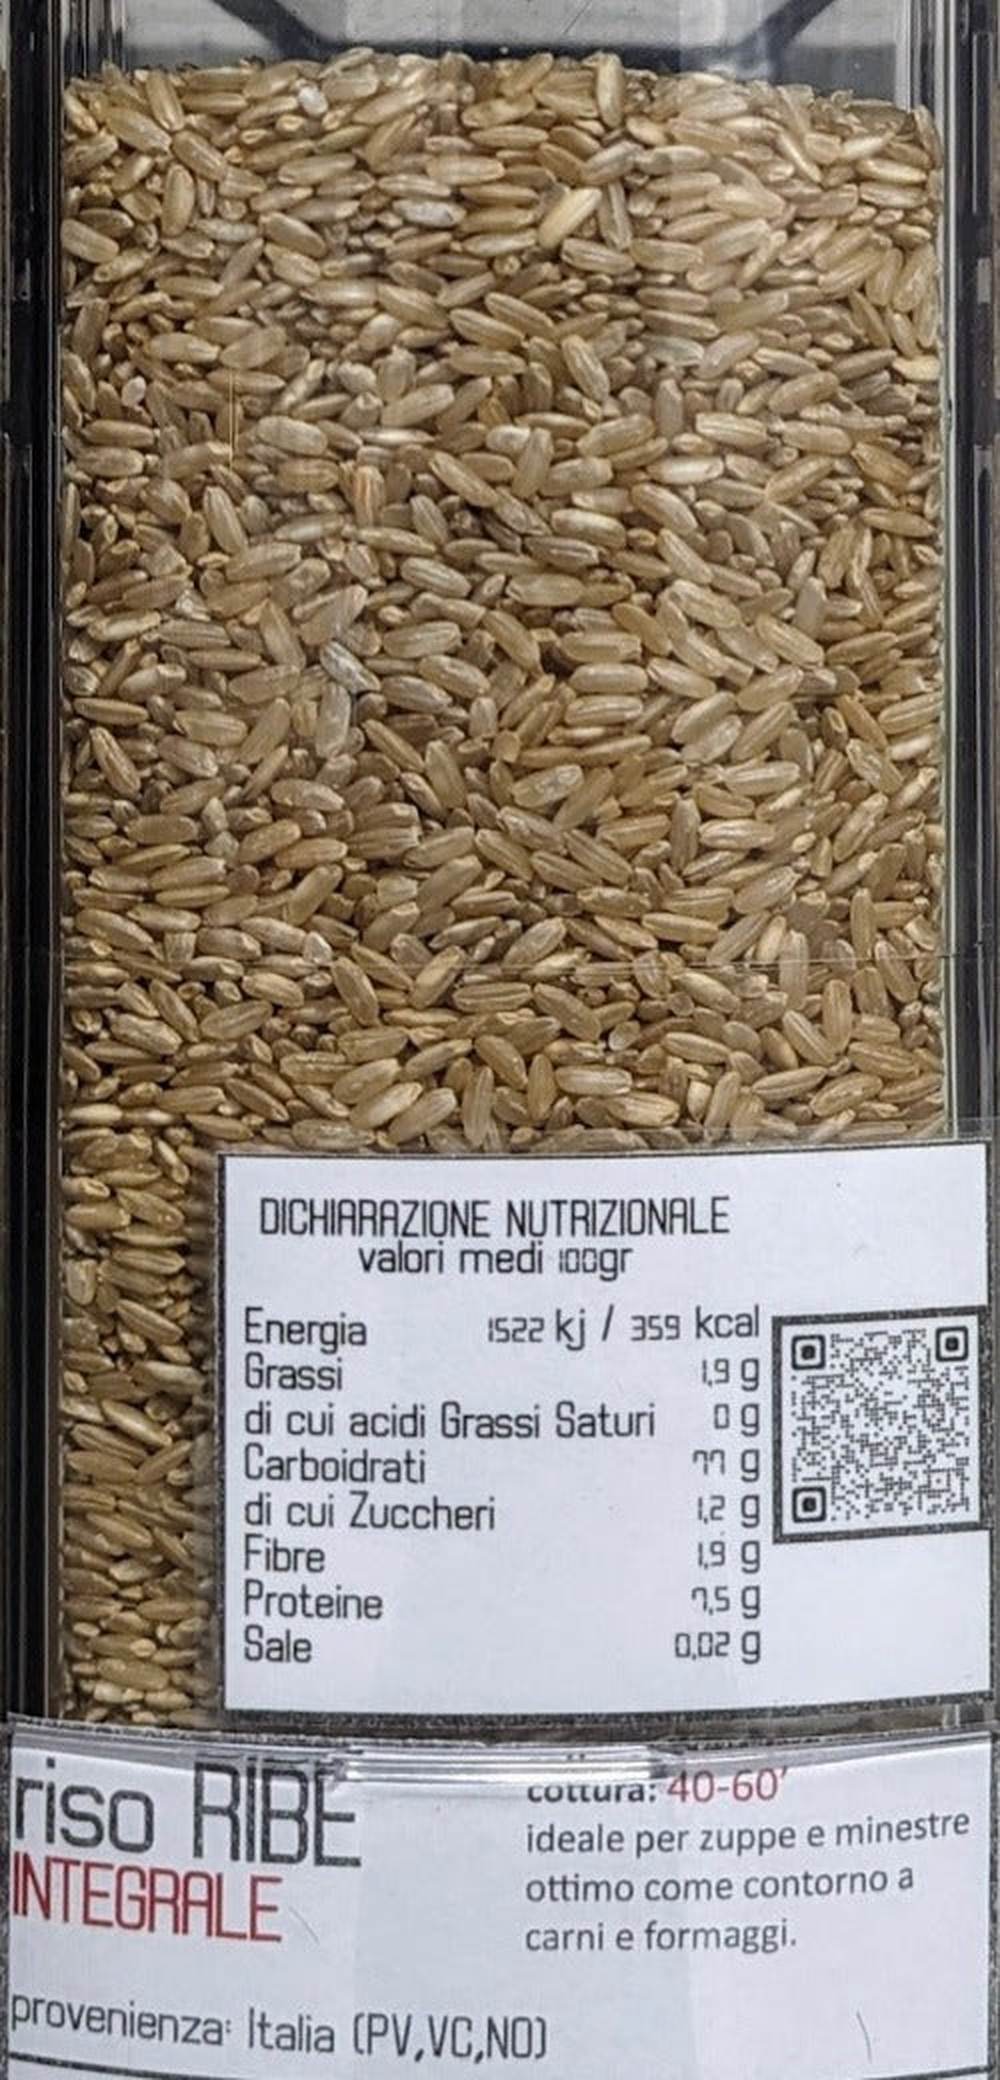 DICHIARAZIONE NUTRIZIONALE
valori medi 100gr
Energia 1522 kj / 359 kcal
Grassi 1,9 g
di cui acidi Grassi Saturi 0 g
Carboidrati 77 g
di cui Zuccheri 1,2 g
Fibre 1,9 g
Proteine 7,5 g
Sale 0,02 g
riso RIBE
INTEGRALE
cottura: 40-60'
ideale per zuppe e minestre
ottimo come contorno a
carni e formaggi.
provenienza: Italia (PV,VC,NO)